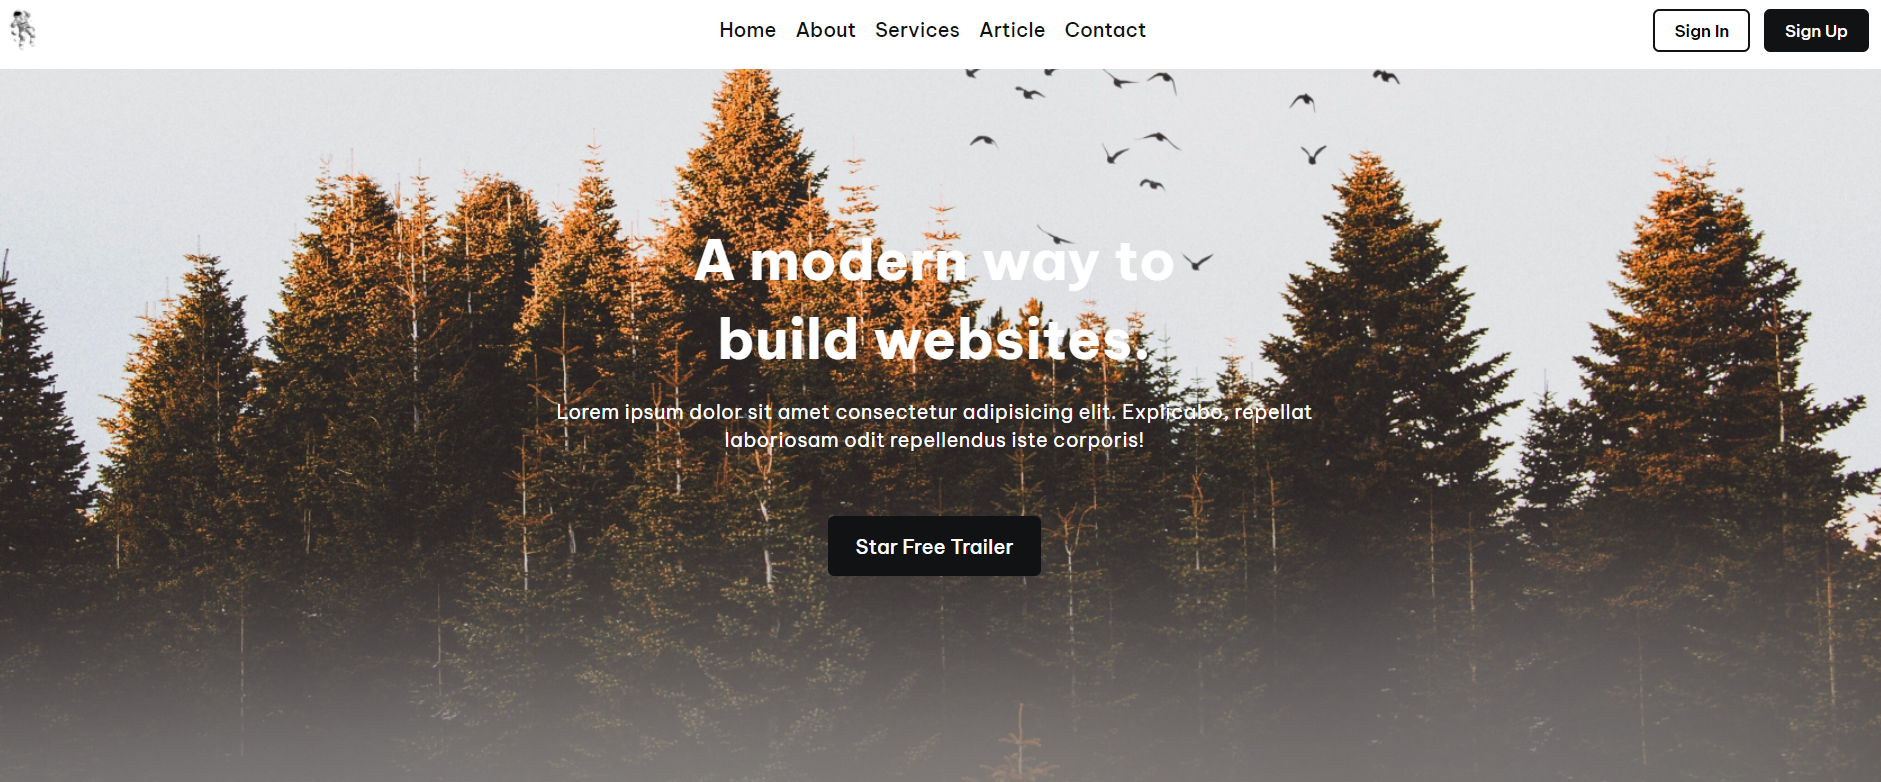 Home About Services Article Contact Sign In Sign Up
A modern way to
build websites.
Lorem ipsum dolor sit amet consectetur adipisicing elit. Explicabo, repellat
laboriosam odit repellendus iste corporis!
Star Free Trailer